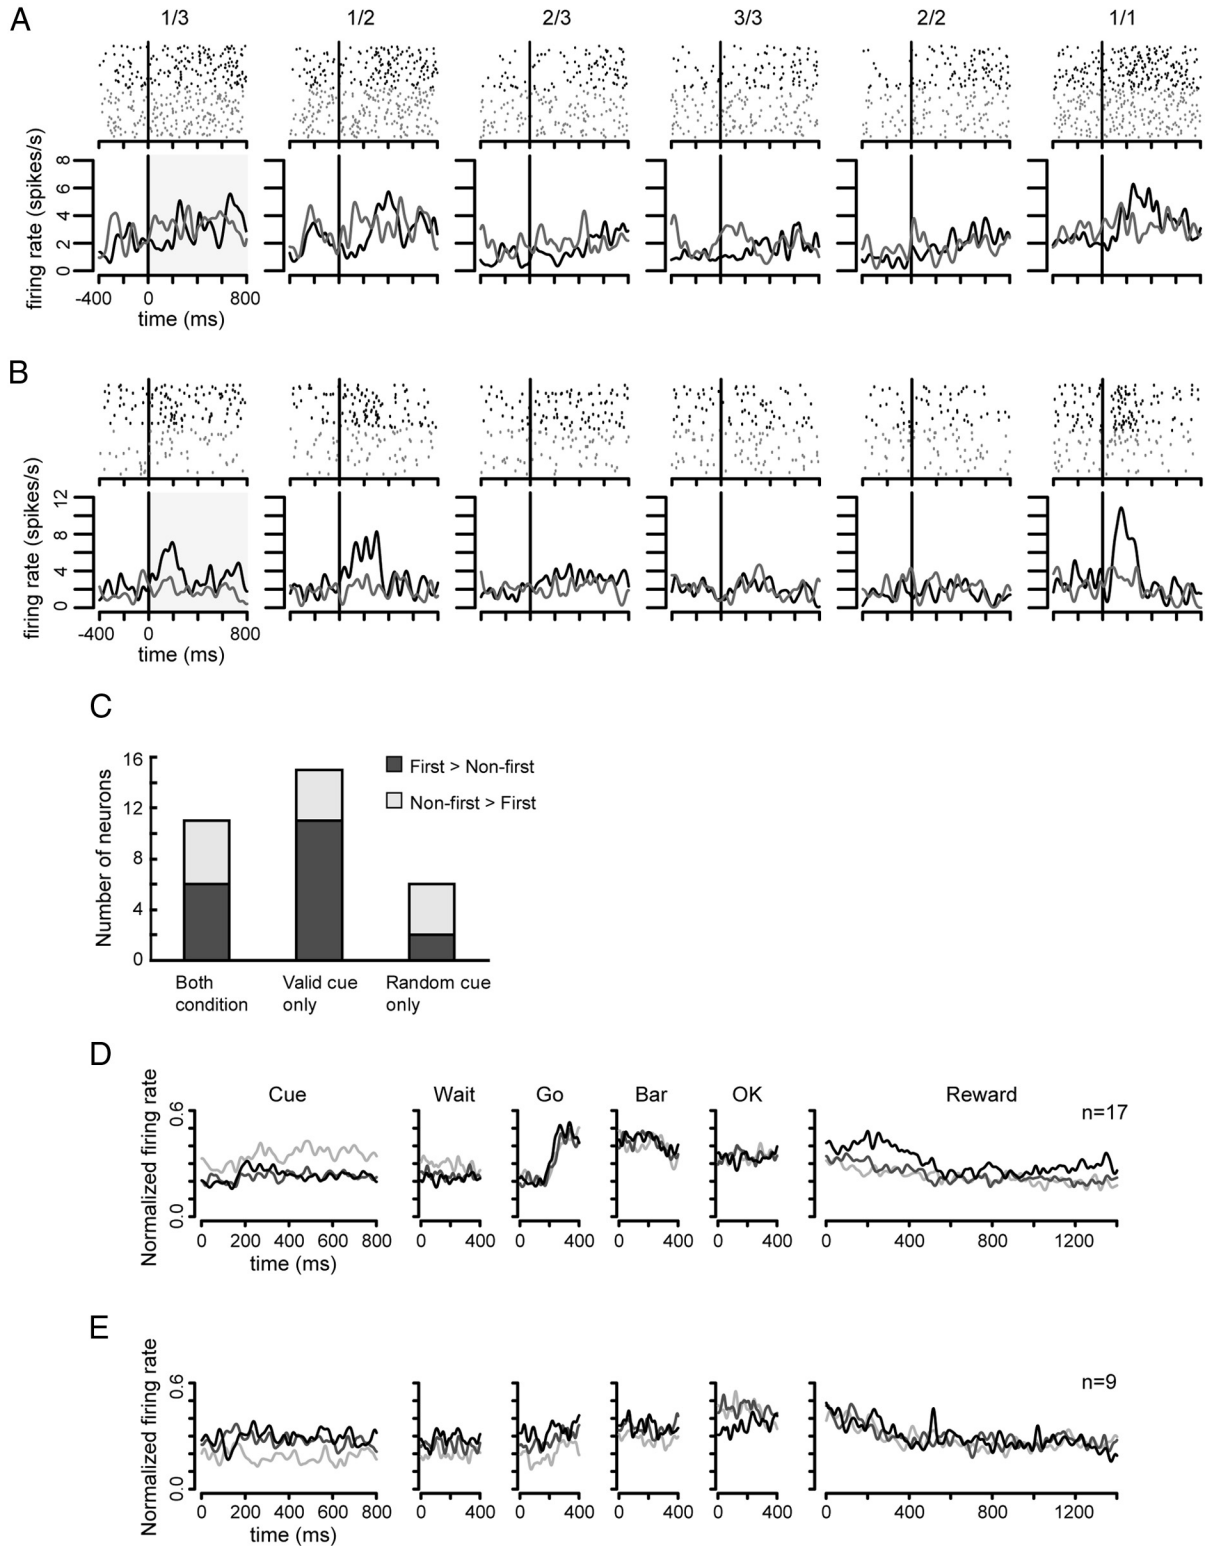 A
1/3 1/2 2/3 3/3 2/2 1/1
firing rate (spikes/s)
8
6
4
2
0
-400 0 800
time (ms)
B
firing rate (spikes/s)
12
8
4
0
-400 0 800
time (ms)
C
Number of neurons
16
12
8
4
0
First > Non-first
Non-first > First
Both condition
Valid cue only
Random cue only
D
Cue Wait Go Bar OK Reward
n=17
Normalized firing rate
0.6
0.0
0 200 400 600 800 0 400 0 400 0 400 0 400 0 400 800 1200
time (ms)
E
n=9
Normalized firing rate
0.6
0.0
0 200 400 600 800 0 400 0 400 0 400 0 400 0 400 800 1200
time (ms)